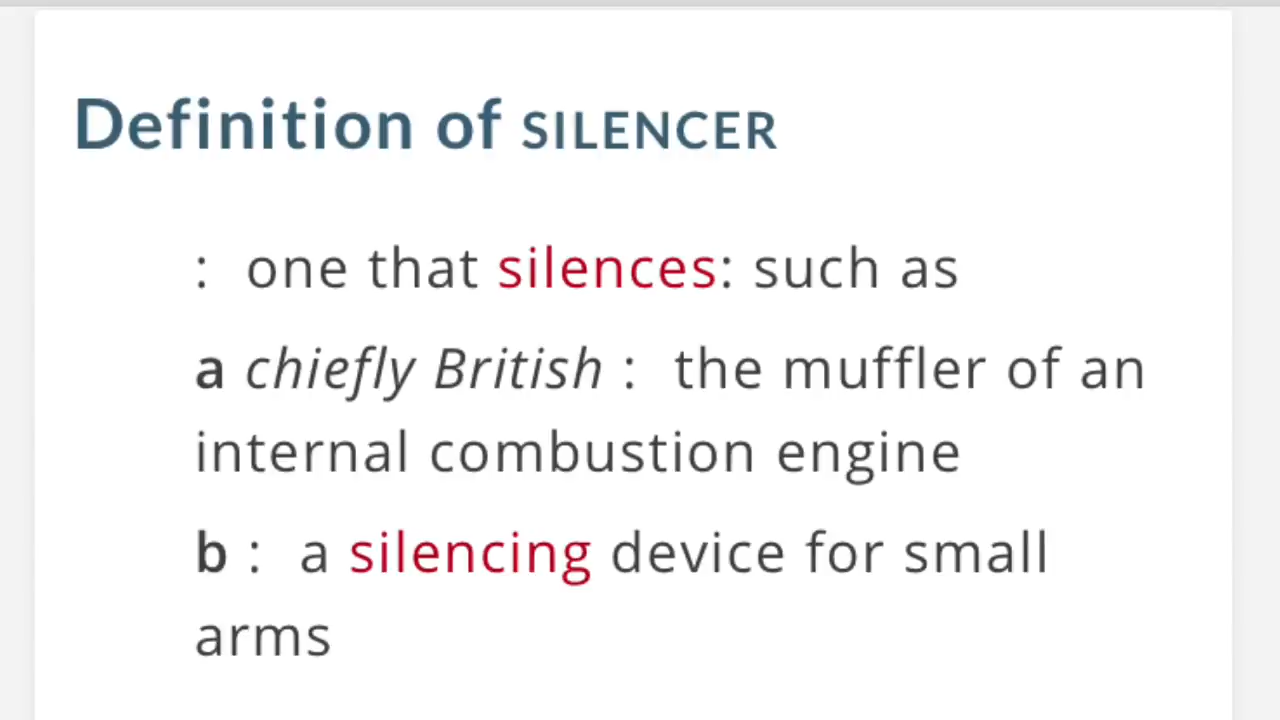 Definition of SILENCER
: one that silences: such as
a chiefly British : the muffler of an
internal combustion engine
b : a silencing device for small
arms